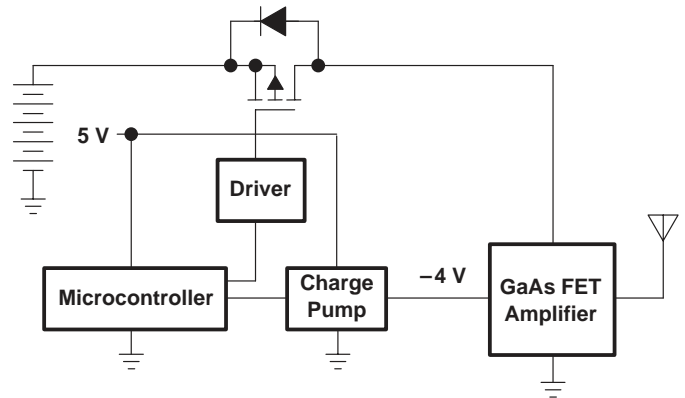 5 V
Driver
Microcontroller
Charge
Pump
–4 V
GaAs FET
Amplifier